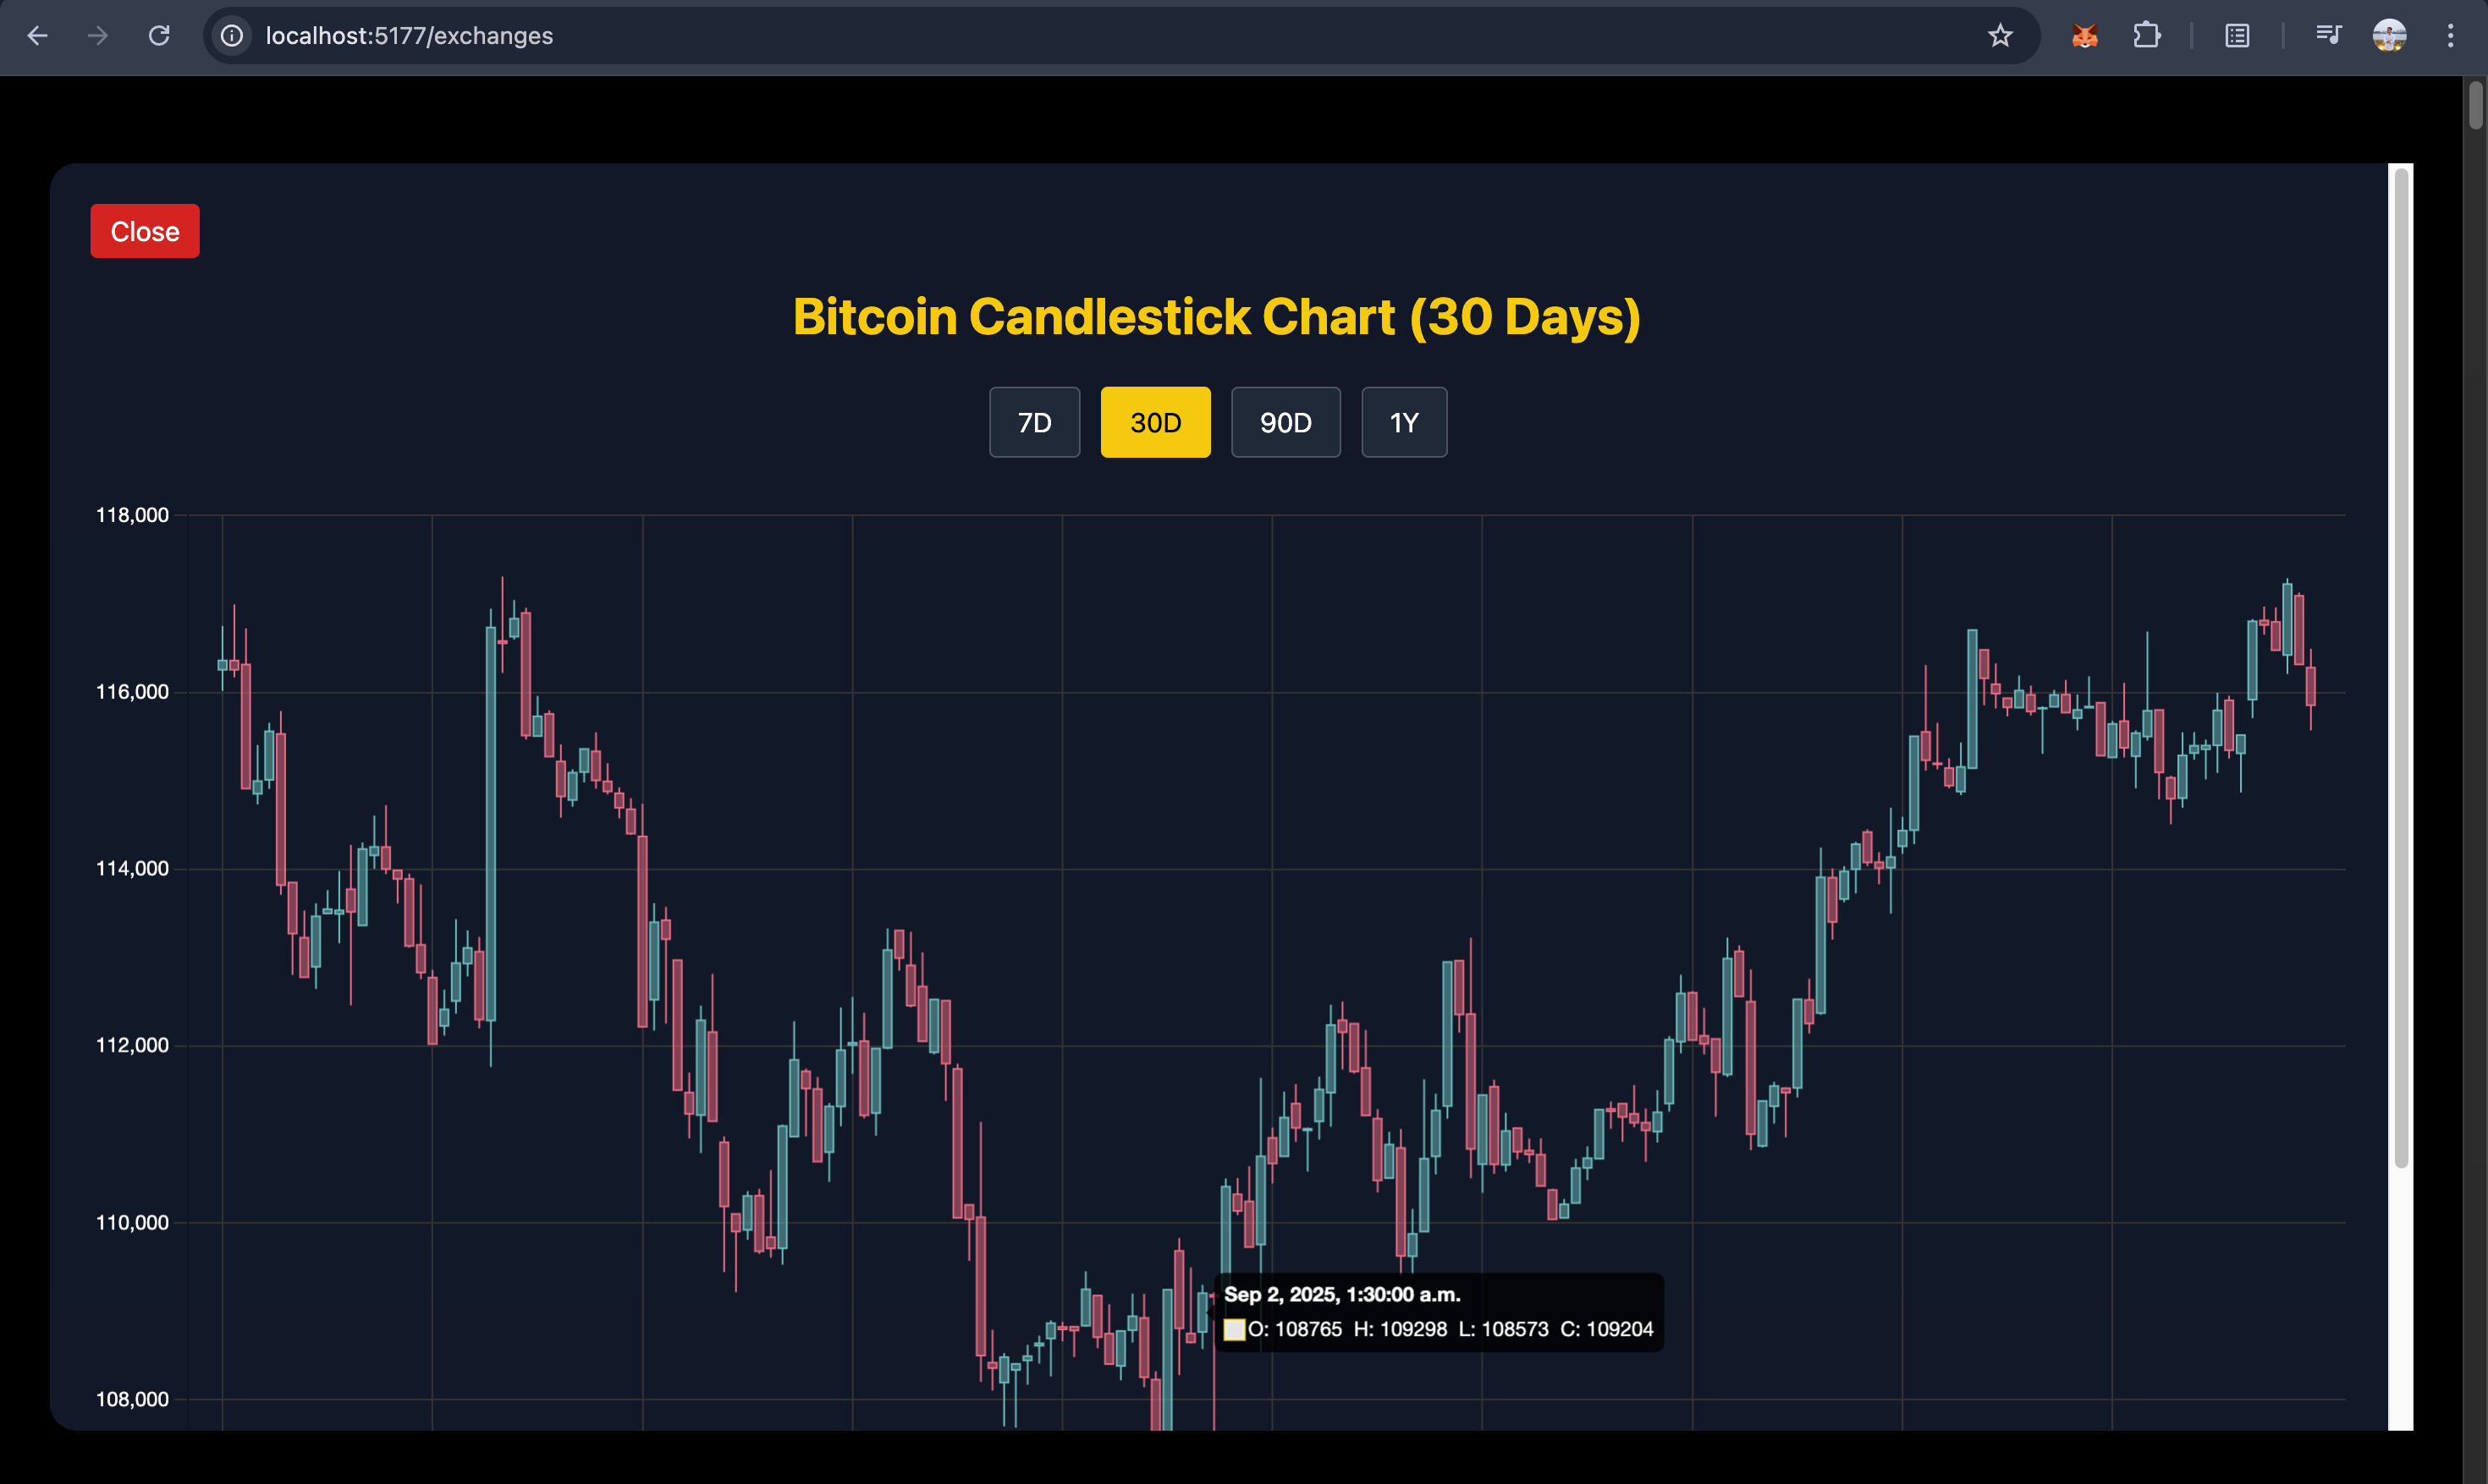 localhost:5177/exchanges
Close
Bitcoin Candlestick Chart (30 Days)
7D 30D 90D 1Y
118,000
116,000
114,000
112,000
110,000
Sep 2, 2025, 1:30:00 a.m.
O: 108765 H: 109298 L: 108573 C: 109204
108,000